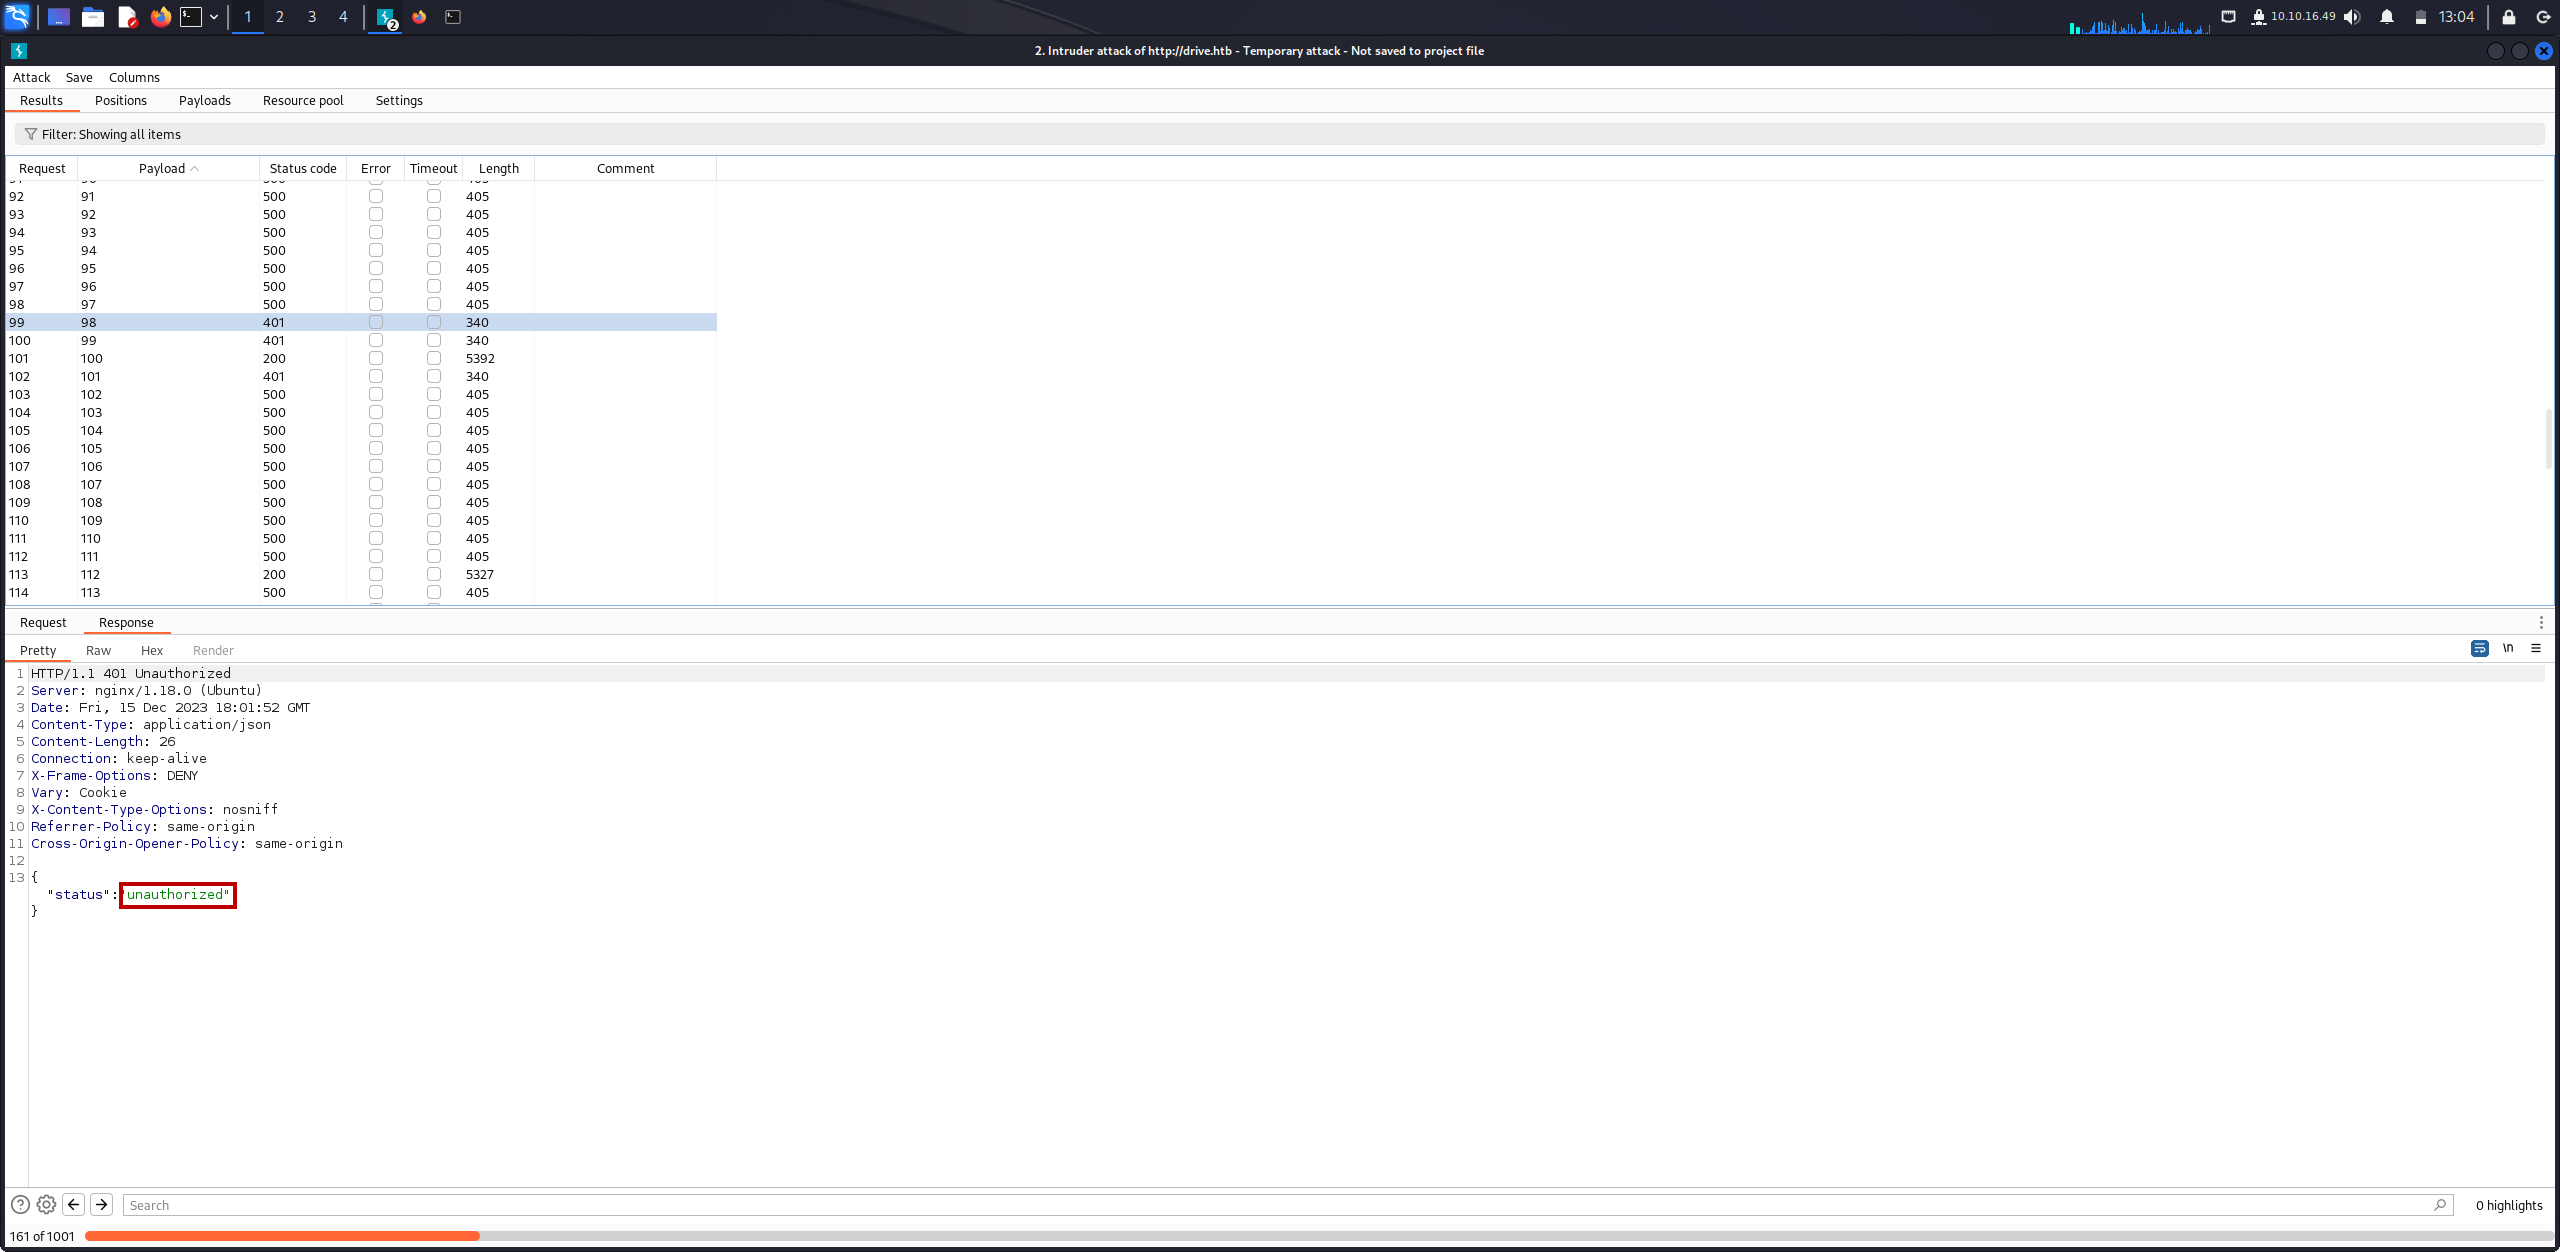 1 2 3 4 2 10.10.16.49 13:04
2. Intruder attack of http://drive.htb - Temporary attack - Not saved to project file
Attack Save Columns
Results Positions Payloads Resource pool Settings
Filter: Showing all items
Request Payload Status code Error Timeout Length Comment
92 91 500 405
93 92 500 405
94 93 500 405
95 94 500 405
96 95 500 405
97 96 500 405
98 97 500 405
99 98 401 340
100 99 401 340
101 100 200 5392
102 101 401 340
103 102 500 405
104 103 500 405
105 104 500 405
106 105 500 405
107 106 500 405
108 107 500 405
109 108 500 405
110 109 500 405
111 110 500 405
112 111 500 405
113 112 200 5327
114 113 500 405
Request Response
Pretty Raw Hex Render \n
1 HTTP/1.1 401 Unauthorized
2 Server: nginx/1.18.0 (Ubuntu)
3 Date: Fri, 15 Dec 2023 18:01:52 GMT
4 Content-Type: application/json
5 Content-Length: 26
6 Connection: keep-alive
7 X-Frame-Options: DENY
8 Vary: Cookie
9 X-Content-Type-Options: nosniff
10 Referrer-Policy: same-origin
11 Cross-Origin-Opener-Policy: same-origin
12
13 {
"status":"unauthorized"
}
Search 0 highlights
161 of 1001